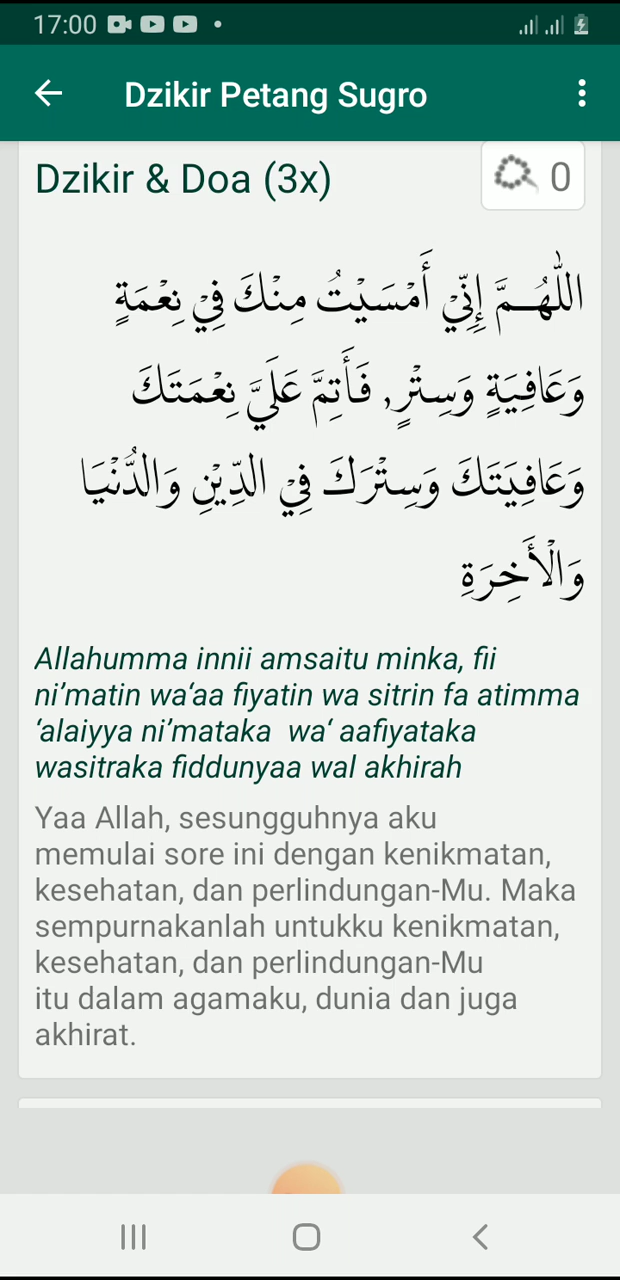 17:00
Dzikir Petang Sugro
Dzikir & Doa (3x)
0
اللّٰهُمَّ إِنِّيْ أَمْسَيْتُ مِنْكَ فِيْ نِعْمَةٍ
وَعَافِيَةٍ وَسِتْرٍ, فَأَتِمَّ عَلَيَّ نِعْمَتَكَ
وَعَافِيَتَكَ وَسِتْرَكَ فِيْ الدِّيْنِ وَالدُّنْيَا
وَالْأَخِرَةِ
Allahumma innii amsaitu minka, fii
ni’matin wa‘aa fiyatin wa sitrin fa atimma
‘alaiyya ni’mataka  wa‘ aafiyataka
wasitraka fiddunyaa wal akhirah
Yaa Allah, sesungguhnya aku
memulai sore ini dengan kenikmatan,
kesehatan, dan perlindungan-Mu. Maka
sempurnakanlah untukku kenikmatan,
kesehatan, dan perlindungan-Mu
itu dalam agamaku, dunia dan juga
akhirat.